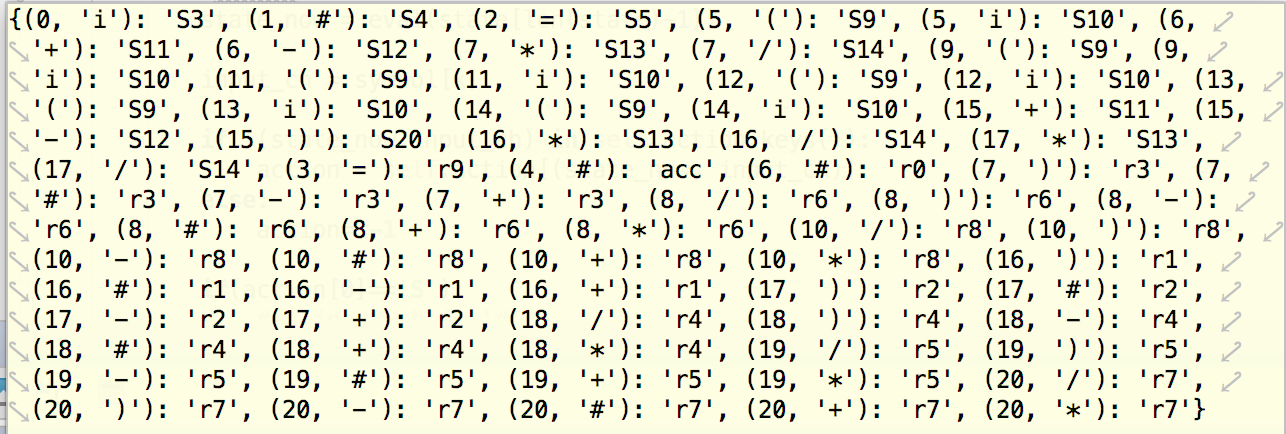 {(0, 'i'): 'S3', (1, '#'): 'S4', (2, '='): 'S5', (5, '('): 'S9', (5, 'i'): 'S10', (6,
'+'): 'S11', (6, '-'): 'S12', (7, '*'): 'S13', (7, '/'): 'S14', (9, '('): 'S9', (9,
'i'): 'S10', (11, '('): 'S9', (11, 'i'): 'S10', (12, '('): 'S9', (12, 'i'): 'S10', (13,
'('): 'S9', (13, 'i'): 'S10', (14, '('): 'S9', (14, 'i'): 'S10', (15, '+'): 'S11', (15,
'-'): 'S12', (15, ')'): 'S20', (16, '*'): 'S13', (16, '/'): 'S14', (17, '*'): 'S13',
(17, '/'): 'S14', (3, '='): 'r9', (4, '#'): 'acc', (6, '#'): 'r0', (7, ')'): 'r3', (7,
'#'): 'r3', (7, '-'): 'r3', (7, '+'): 'r3', (8, '/'): 'r6', (8, ')'): 'r6', (8, '-'):
'r6', (8, '#'): 'r6', (8, '+'): 'r6', (8, '*'): 'r6', (10, '/'): 'r8', (10, ')'): 'r8',
(10, '-'): 'r8', (10, '#'): 'r8', (10, '+'): 'r8', (10, '*'): 'r8', (16, ')'): 'r1',
(16, '#'): 'r1', (16, '-'): 'r1', (16, '+'): 'r1', (17, ')'): 'r2', (17, '#'): 'r2',
(17, '-'): 'r2', (17, '+'): 'r2', (18, '/'): 'r4', (18, ')'): 'r4', (18, '-'): 'r4',
(18, '#'): 'r4', (18, '+'): 'r4', (18, '*'): 'r4', (19, '/'): 'r5', (19, ')'): 'r5',
(19, '-'): 'r5', (19, '#'): 'r5', (19, '+'): 'r5', (19, '*'): 'r5', (20, '/'): 'r7',
(20, ')'): 'r7', (20, '-'): 'r7', (20, '#'): 'r7', (20, '+'): 'r7', (20, '*'): 'r7'}